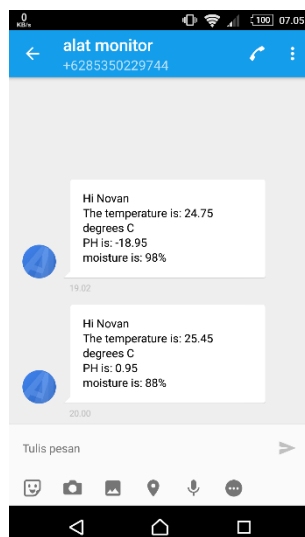 0
KB/s
100
07.05
alat monitor
+6285350229744
Hi Novan
The temperature is: 24.75
degrees C
PH is: -18.95
moisture is: 98%
19.02
Hi Novan
The temperature is: 25.45
degrees C
PH is: 0.95
moisture is: 88%
20.00
Tulis pesan